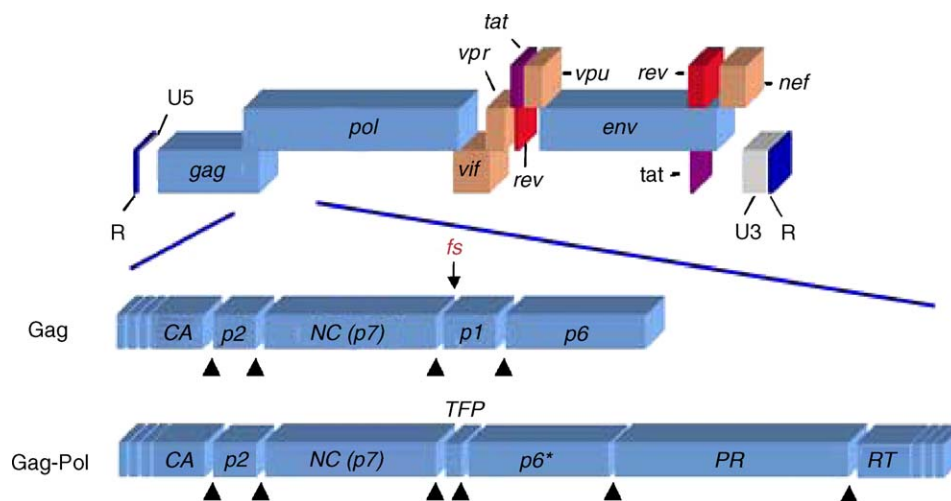 tat
vpr
vpu
rev
nef
U5
pol
env
gag
vif
rev
tat
R
U3
R
fs
Gag
CA
p2
NC (p7)
p1
p6
TFP
Gag-Pol
CA
p2
NC (p7)
p6*
PR
RT